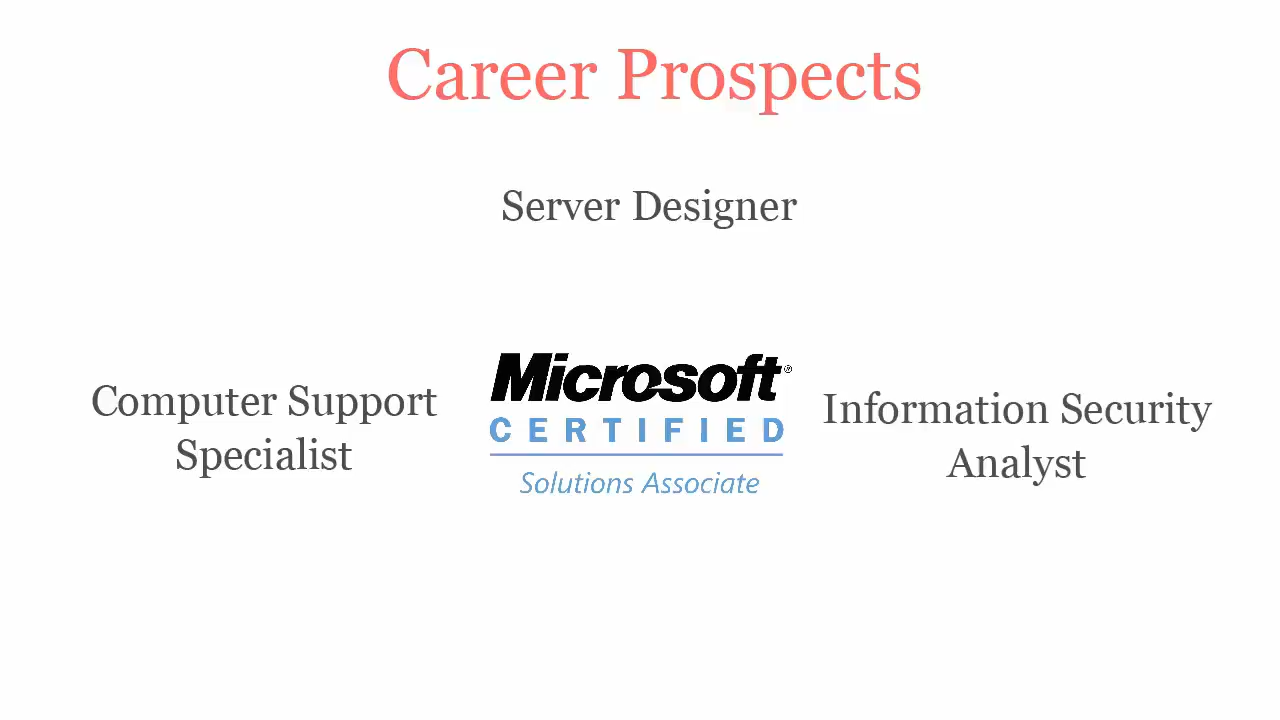 Career Prospects
Server Designer
Computer Support
Specialist
Microsoft®
CERTIFIED
Solutions Associate
Information Security
Analyst